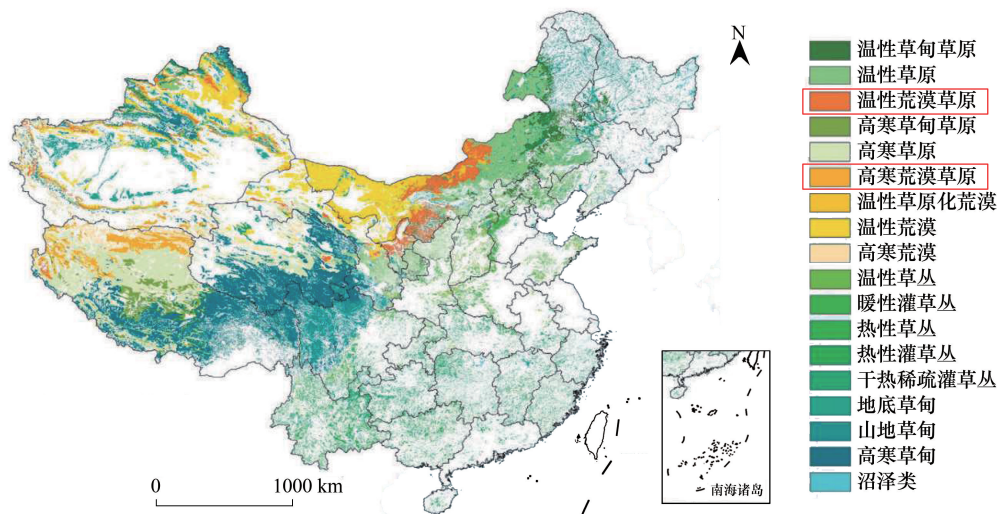 N
温性草甸草原
温性草原
温性荒漠草原
高寒草甸草原
高寒草原
高寒荒漠草原
温性草原化荒漠
温性荒漠
高寒荒漠
温性草丛
暖性灌草丛
热性草丛
热性灌草丛
干热稀疏灌草丛
地底草甸
山地草甸
高寒草甸
沼泽类
0 1000 km
南海诸岛